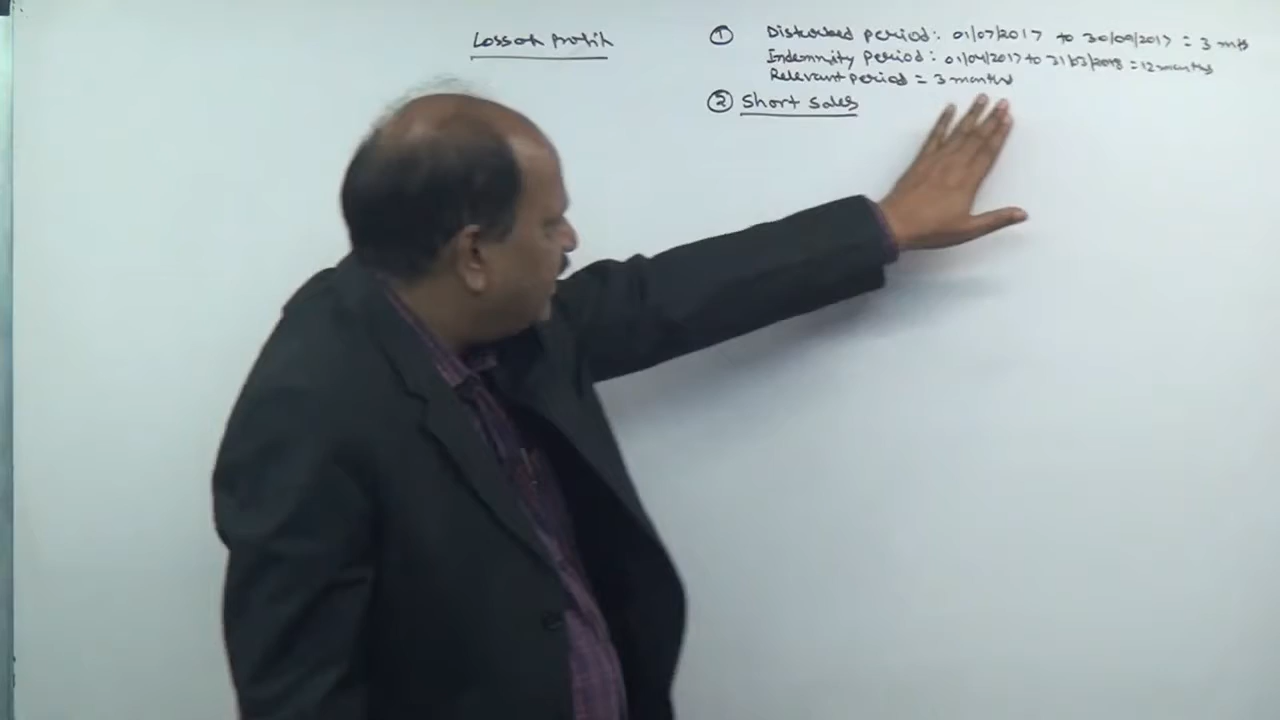 Loss of Profit
① Disturbed period: 01/07/2017 to 30/09/2017 = 3 mts
Indemnity period: 01/04/2017 to 31/03/2018 = 12 months
Relevant period = 3 months
② Short Sales